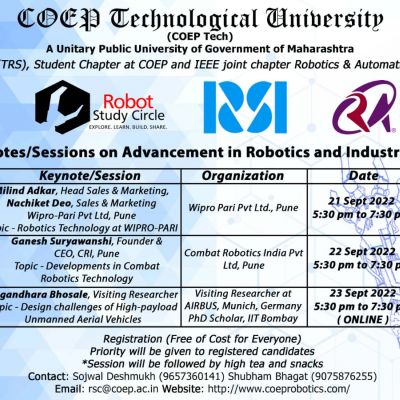 COEP Technological University
(COEP Tech)
A Unitary Public University of Government of Maharashtra
TRS), Student Chapter at COEP and IEEE joint chapter Robotics & Automat
Robot
Study Circle
EXPLORE. LEARN. BUILD. SHARE.
RSI
RA
otes/Sessions on Advancement in Robotics and Industr
Keynote/Session Organization Date
Milind Adkar, Head Sales & Marketing,
Nachiket Deo, Sales & Marketing
Wipro-Pari Pvt Ltd, Pune
pic - Robotics Technology at WIPRO-PARI
Wipro Pari Pvt Ltd., Pune
21 Sept 2022
5:30 pm to 7:30 p
Ganesh Suryawanshi, Founder &
CEO, CRI, Pune
Topic - Developments in Combat
Robotics Technology
Combat Robotics India Pvt
Ltd, Pune
22 Sept 2022
5:30 pm to 7:30 p
gandhara Bhosale, Visiting Researcher
pic - Design challenges of High-payload
Unmanned Aerial Vehicles
Visiting Researcher at
AIRBUS, Munich, Germany
PhD Scholar, IIT Bombay
23 Sept 2022
5:30 pm to 7:30 p
( ONLINE )
Registration (Free of Cost for Everyone)
Priority will be given to registered candidates
*Session will be followed by high tea and snacks
Contact: Sojwal Deshmukh (9657360141) Shubham Bhagat (9075876255)
Email: rsc@coep.ac.in Website: http://www.coeprobotics.com/